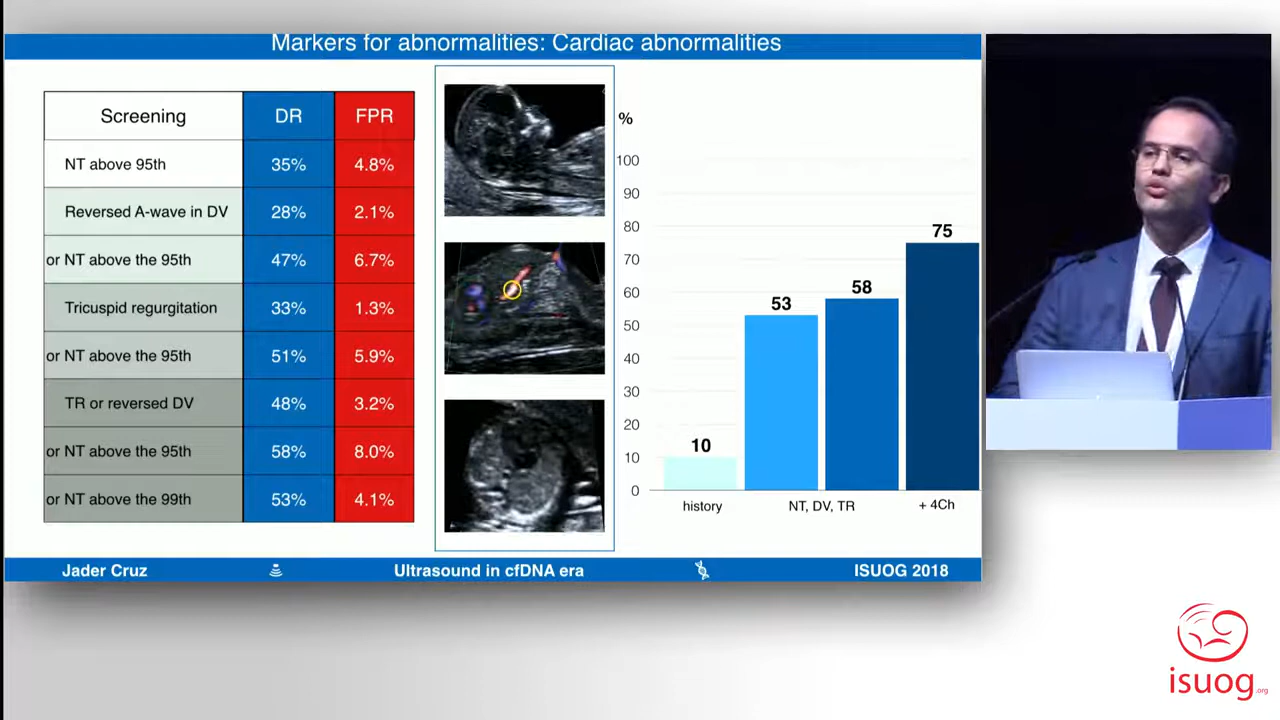 Markers for abnormalities: Cardiac abnormalities
Screening DR FPR
NT above 95th 35% 4.8%
Reversed A-wave in DV 28% 2.1%
or NT above the 95th 47% 6.7%
Tricuspid regurgitation 33% 1.3%
or NT above the 95th 51% 5.9%
TR or reversed DV 48% 3.2%
or NT above the 95th 58% 8.0%
or NT above the 99th 53% 4.1%
%
100
90
80
70
60
50
40
30
20
10
0
10
53
58
75
history
NT, DV, TR
+ 4Ch
Jader Cruz
Ultrasound in cfDNA era
ISUOG 2018
isuog.org